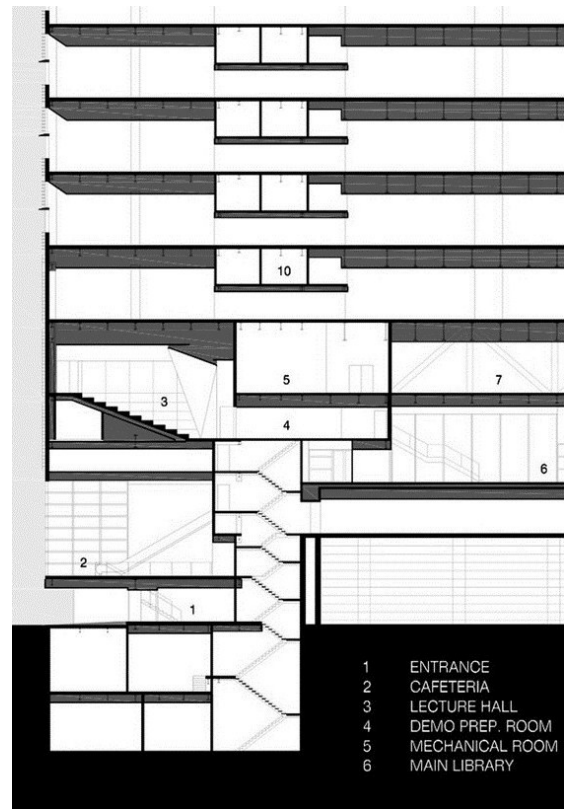 10
3
5
7
4
6
2
1
1 ENTRANCE
2 CAFETERIA
3 LECTURE HALL
4 DEMO PREP. ROOM
5 MECHANICAL ROOM
6 MAIN LIBRARY